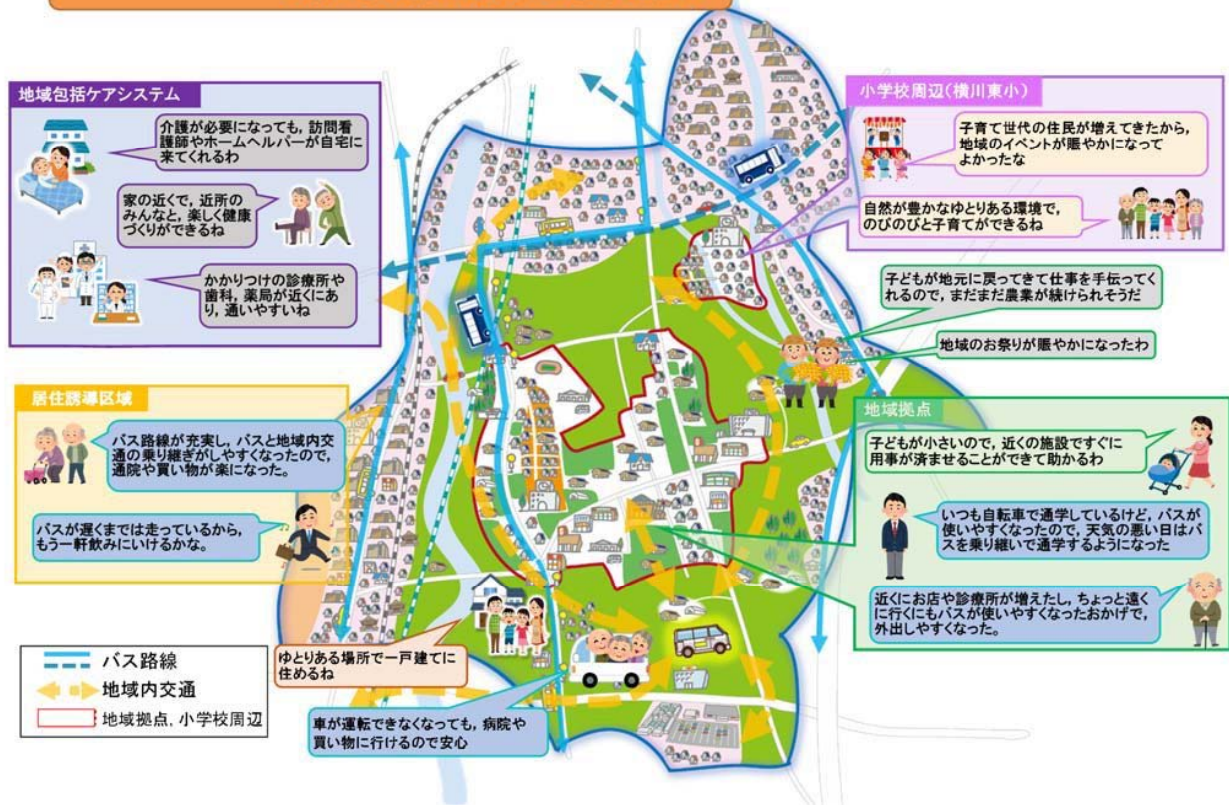 地域包括ケアシステム
介護が必要になっても，訪問看
護師やホームヘルパーが自宅に
来てくれるわ
家の近くで，近所の
みんなと，楽しく健康
づくりができるね
かかりつけの診療所や
歯科，薬局が近くにあ
り，通いやすいね
小学校周辺（横川東小）
子育て世代の住民が増えてきたから，
地域のイベントが賑やかになって
よかったな
自然が豊かなゆとりある環境で，
のびのびと子育てができるね
子どもが地元に戻ってきて仕事を手伝ってく
れるので，まだまだ農業が続けられそうだ
地域のお祭りが賑やかになったわ
居住誘導区域
バス路線が充実し，バスと地域内交
通の乗り継ぎがしやすくなったので，
通院や買い物が楽になった。
バスが遅くまでは走っているから，
もう一軒飲みにいけるかな。
地域拠点
子どもが小さいので，近くの施設ですぐに
用事が済ませることができて助かるわ
いつも自転車で通学しているけど，バスが
使いやすくなったので，天気の悪い日はバ
スを乗り継いで通学するようになった
近くにお店や診療所が増えたし，ちょっと遠く
に行くにもバスが使いやすくなったおかげで，
外出しやすくなった。
ゆとりある場所で一戸建てに
住めるね
車が運転できなくなっても，病院や
買い物に行けるので安心
バス路線
地域内交通
地域拠点，小学校周辺